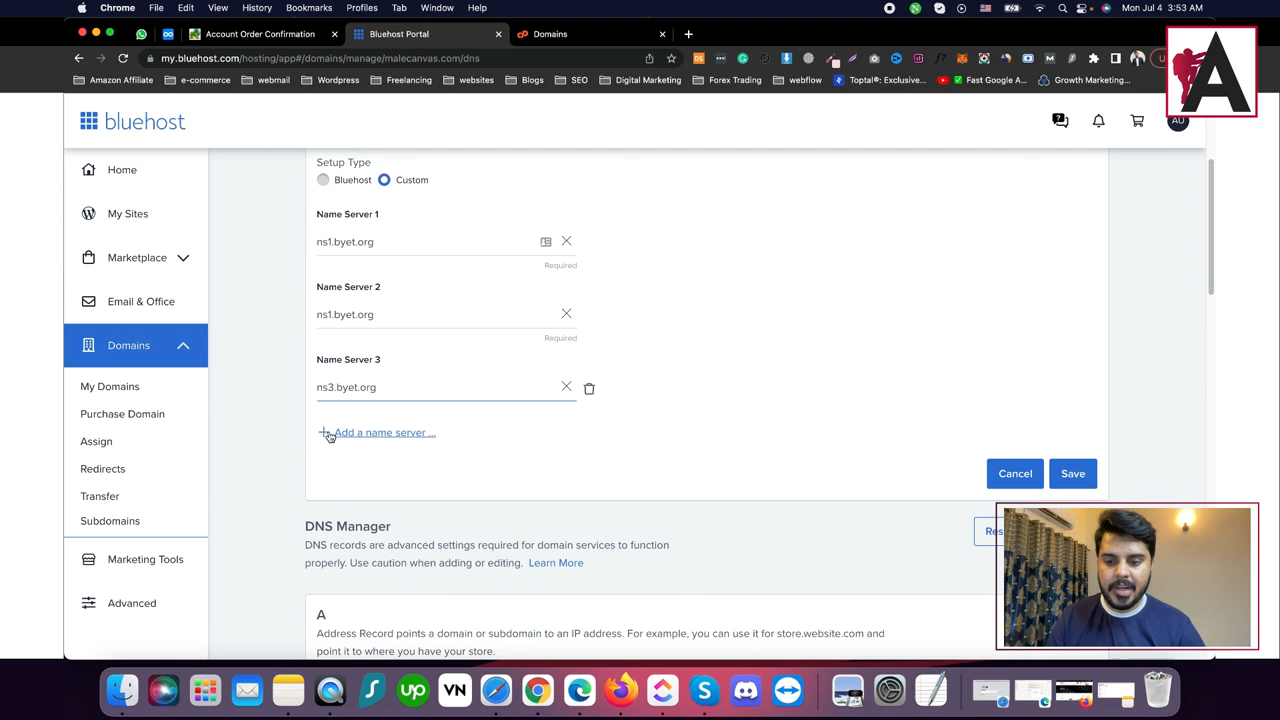 Chrome File Edit View History Bookmarks Profiles Tab Window Help
Mon Jul 4 3:53 AM
Account Order Confirmation
Bluehost Portal
Domains
my.bluehost.com/hosting/app#/domains/manage/malecanvas.com/dns
Amazon Affiliate
e-commerce
webmail
Wordpress
Freelancing
websites
Blogs
SEO
Digital Marketing
Forex Trading
webflow
Toptal®: Exclusive...
Fast Google A...
Growth Marketing...
A
bluehost
AU
Home
My Sites
Marketplace
Email & Office
Domains
My Domains
Purchase Domain
Assign
Redirects
Transfer
Subdomains
Marketing Tools
Advanced
Setup Type
Bluehost
Custom
Name Server 1
ns1.byet.org
Required
Name Server 2
ns1.byet.org
Required
Name Server 3
ns3.byet.org
Add a name server ...
Cancel
Save
DNS Manager
DNS records are advanced settings required for domain services to function
properly. Use caution when adding or editing. Learn More
A
Address Record points a domain or subdomain to an IP address. For example, you can use it for store.website.com and
point it to where you have your store.
up
VN